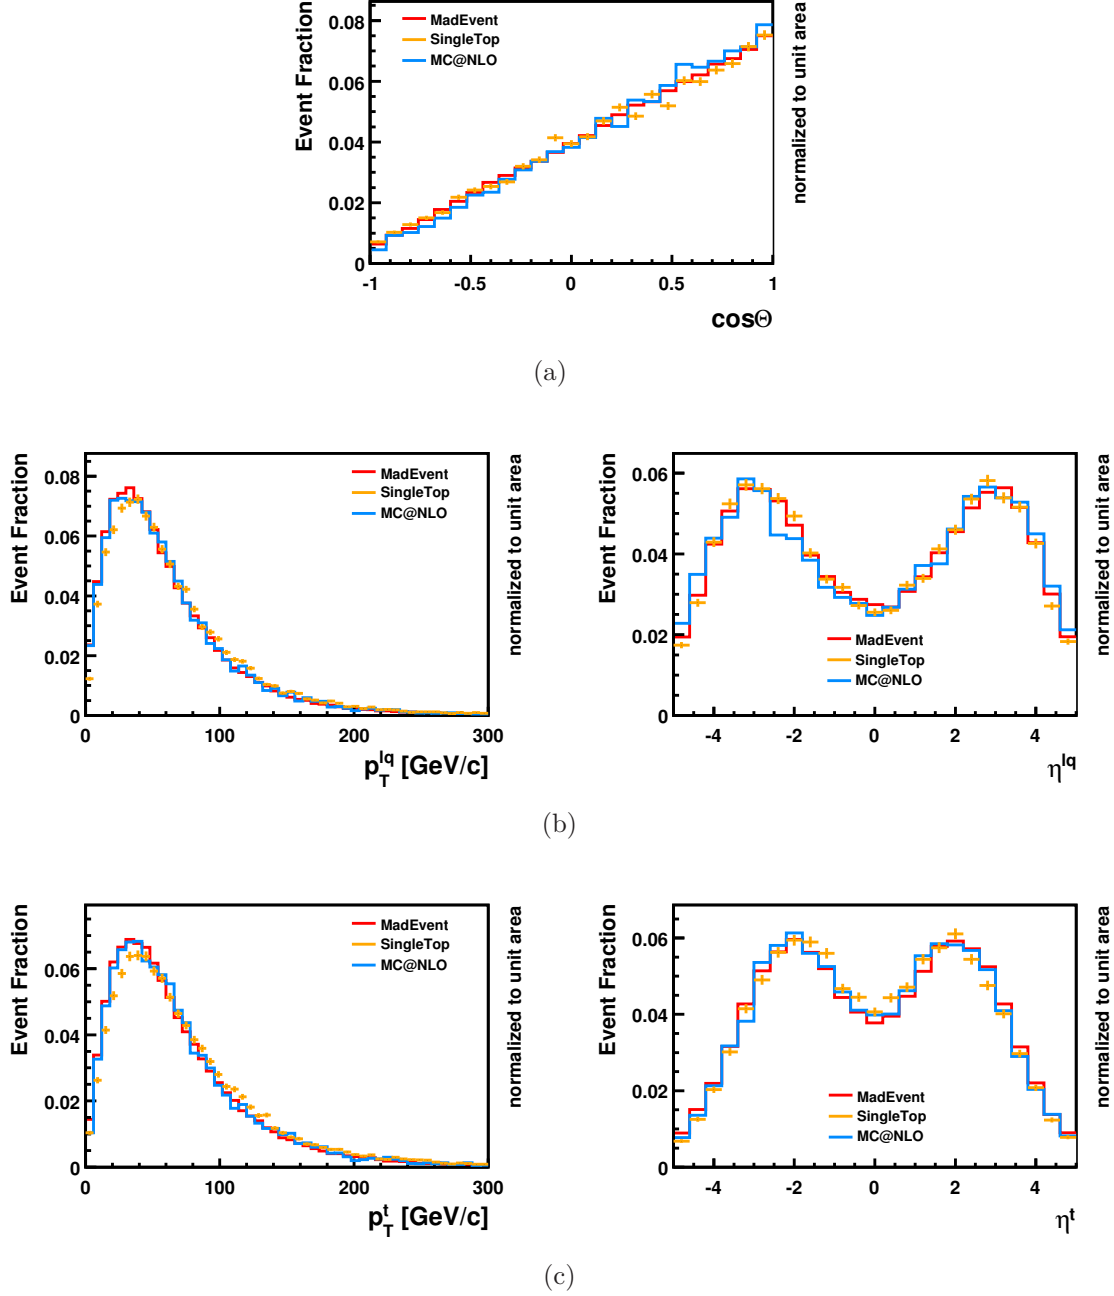 Event Fraction
0.08
0.06
0.04
0.02
0
MadEvent
SingleTop
MC@NLO
normalized to unit area
-1 -0.5 0 0.5 1
cosΘ
(a)
Event Fraction
0.08
0.06
0.04
0.02
0
MadEvent
SingleTop
MC@NLO
normalized to unit area
0 100 200 300
p_T^lq [GeV/c]
Event Fraction
0.06
0.04
0.02
0
MadEvent
SingleTop
MC@NLO
normalized to unit area
-4 -2 0 2 4
η^lq
(b)
Event Fraction
0.06
0.04
0.02
0
MadEvent
SingleTop
MC@NLO
normalized to unit area
0 100 200 300
p_T^t [GeV/c]
Event Fraction
0.06
0.04
0.02
0
MadEvent
SingleTop
MC@NLO
normalized to unit area
-4 -2 0 2 4
η^t
(c)